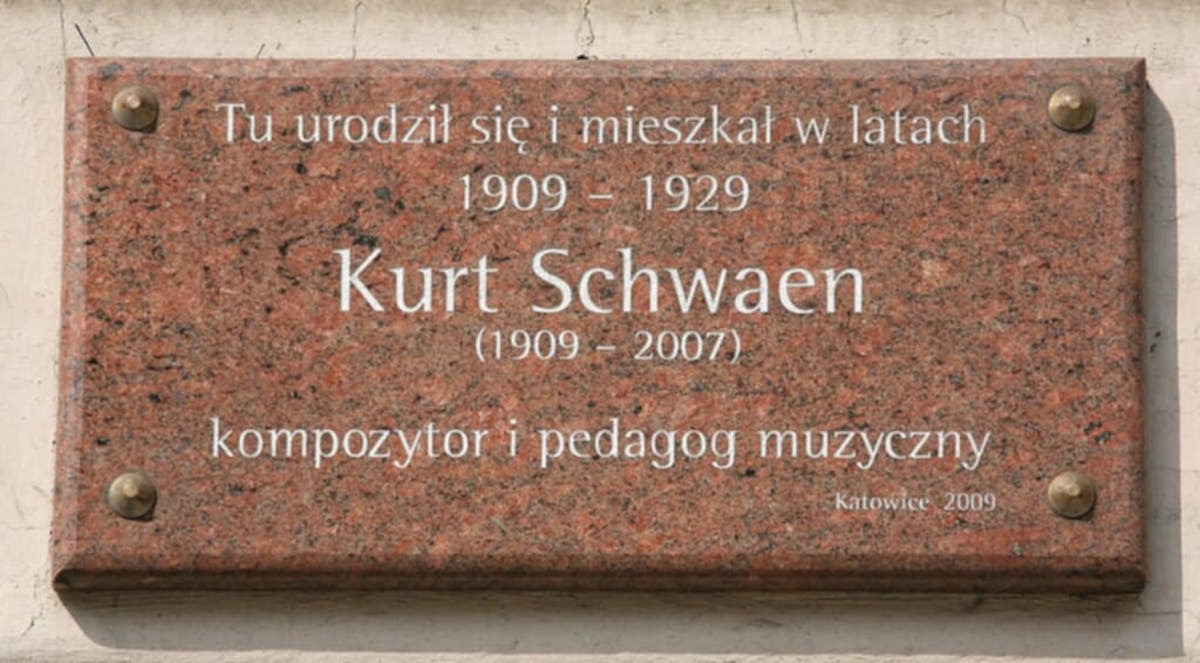 Tu urodził się i mieszkał w latach
1909 – 1929
Kurt Schwaen
(1909 – 2007)
kompozytor i pedagog muzyczny
Katowice 2009